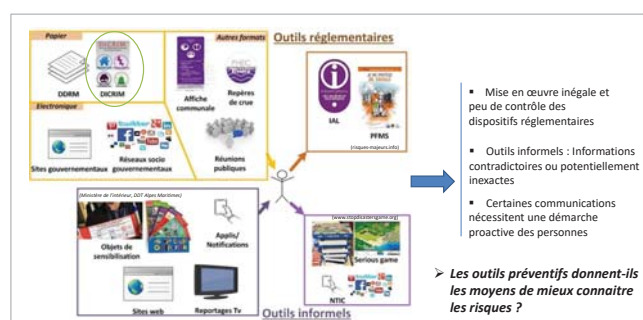 Papier
Autres formats
Outils réglementaires
DICRIM
DDRM
DICRIM
Affiche
communale
Repères
de crue
IAL
PFMS
(risques-majeurs.info)
Electronique
Sites gouvernementaux
Réseaux socio
gouvernementaux
Réunions
publiques
(Ministère de l'intérieur, DDT Alpes Maritimes)
Objets de
sensibilisation
Applis/
Notifications
Sites web
Reportages Tv
(www.stopdisastersgame.org)
Serious game
NTIC
Outils informels
▪ Mise en œuvre inégale et
peu de contrôle des
dispositifs réglementaires
▪ Outils informels : Informations
contradictoires ou potentiellement
inexactes
▪ Certaines communications
nécessitent une démarche
proactive des personnes
➢ Les outils préventifs donnent-ils
les moyens de mieux connaitre
les risques ?